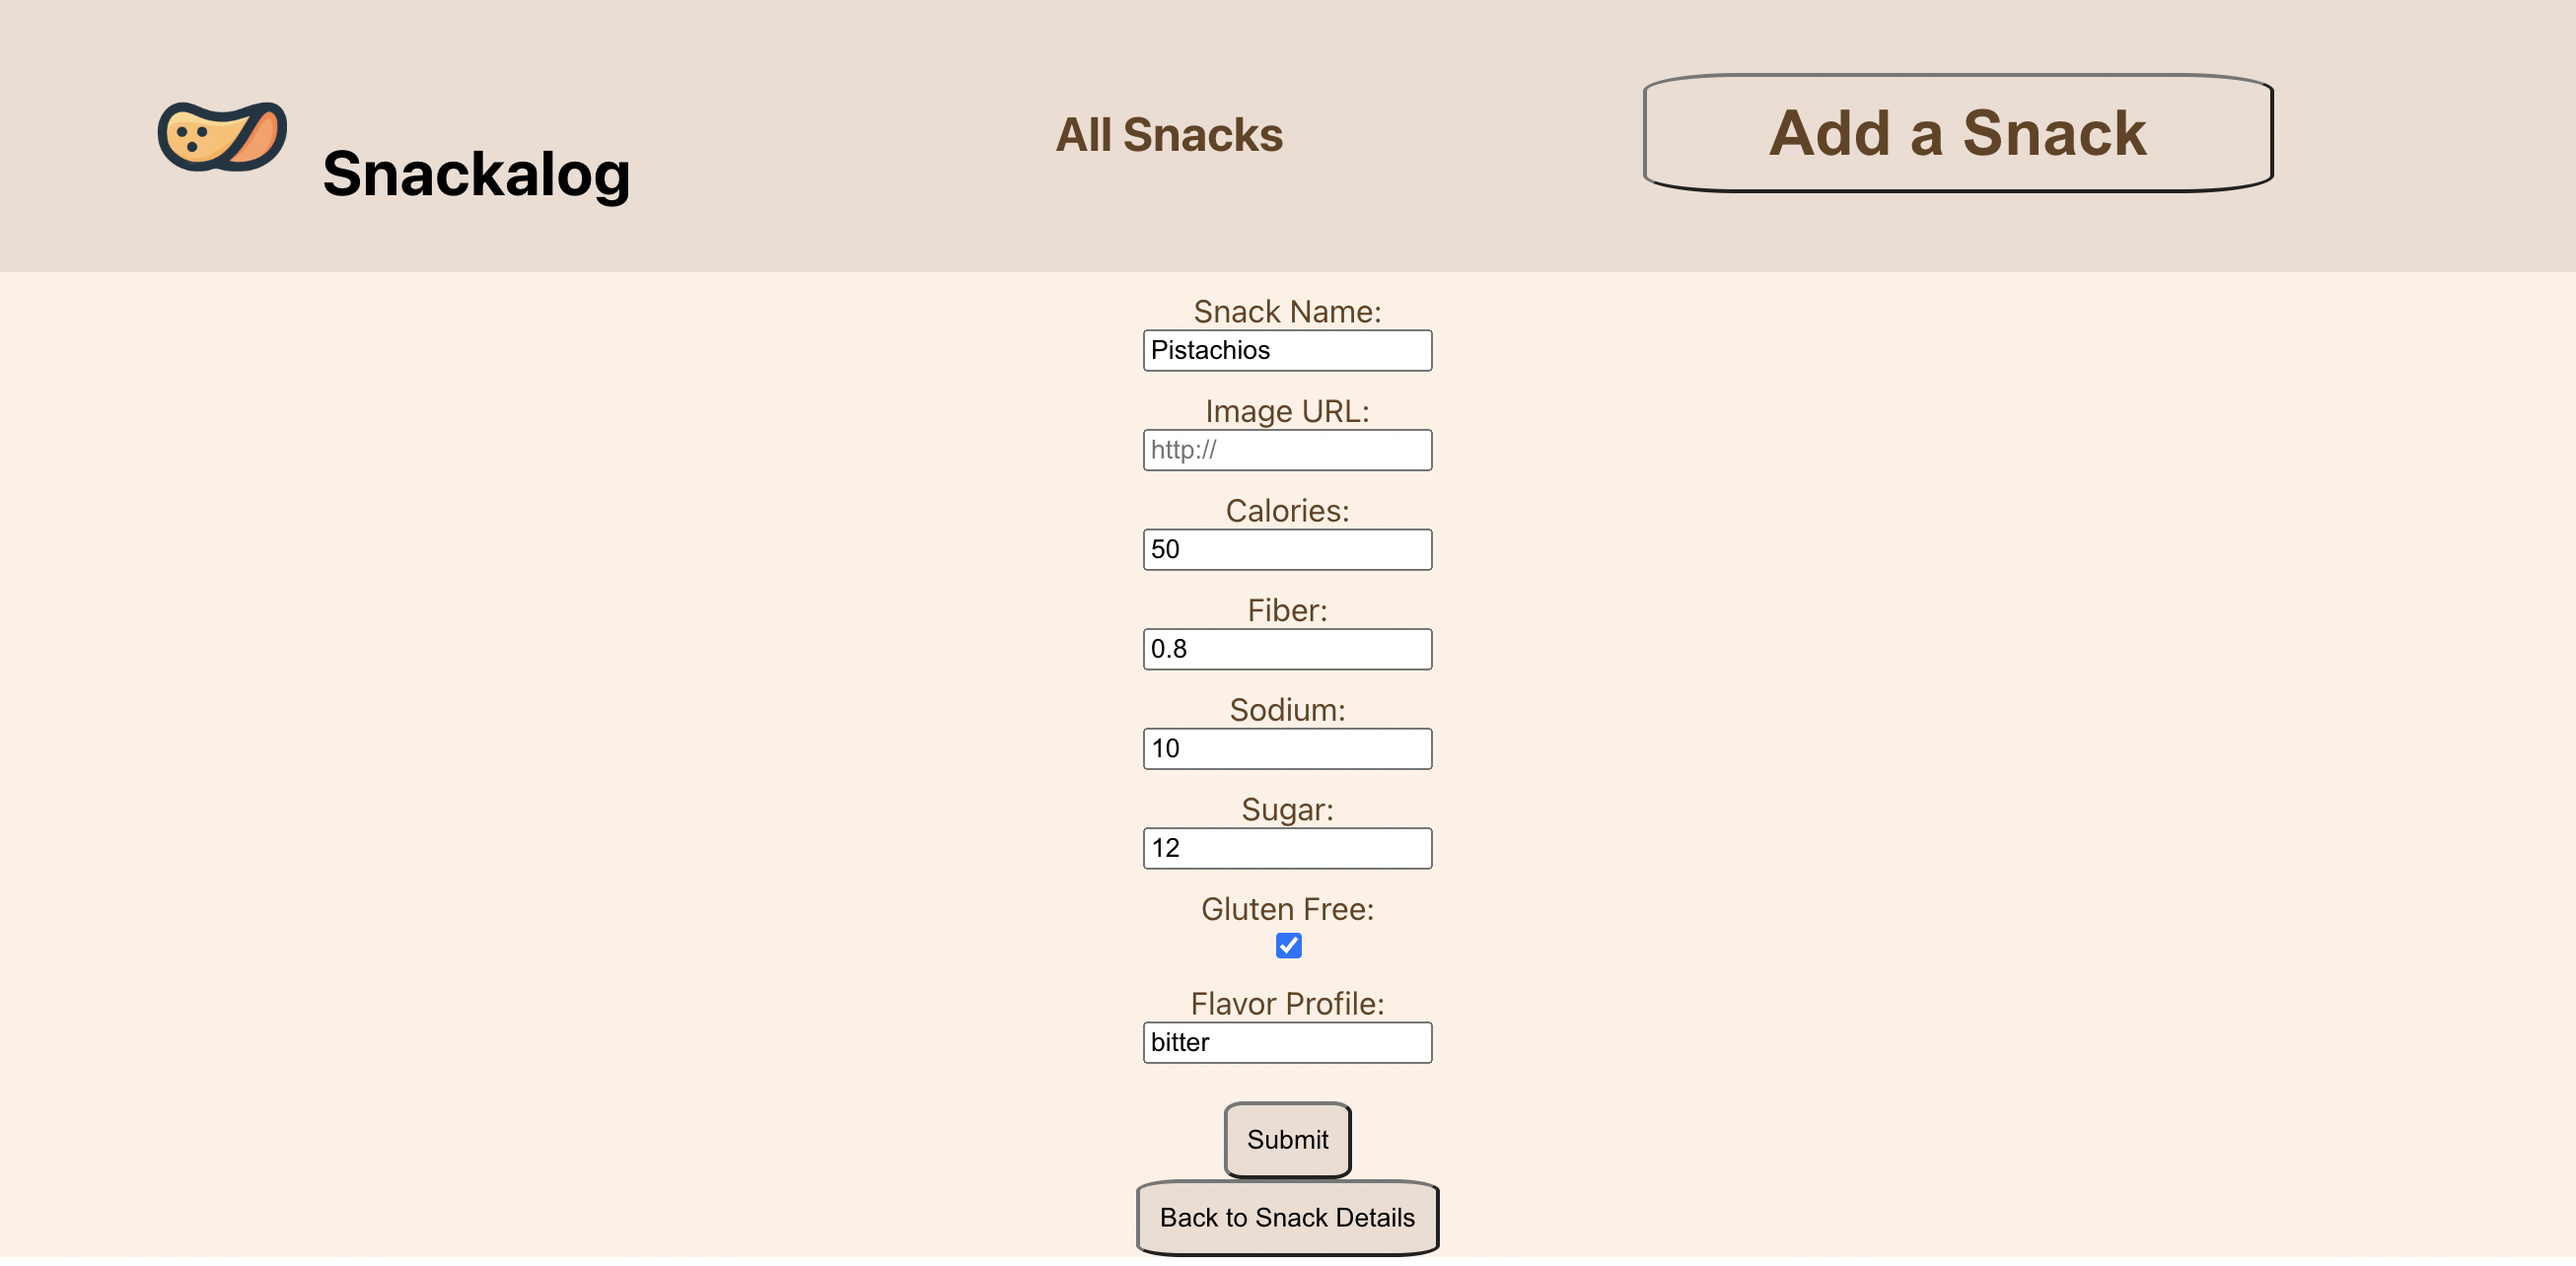 Snackalog
All Snacks
Add a Snack
Snack Name:
Pistachios
Image URL:
http://
Calories:
50
Fiber:
0.8
Sodium:
10
Sugar:
12
Gluten Free:
Flavor Profile:
bitter
Submit
Back to Snack Details